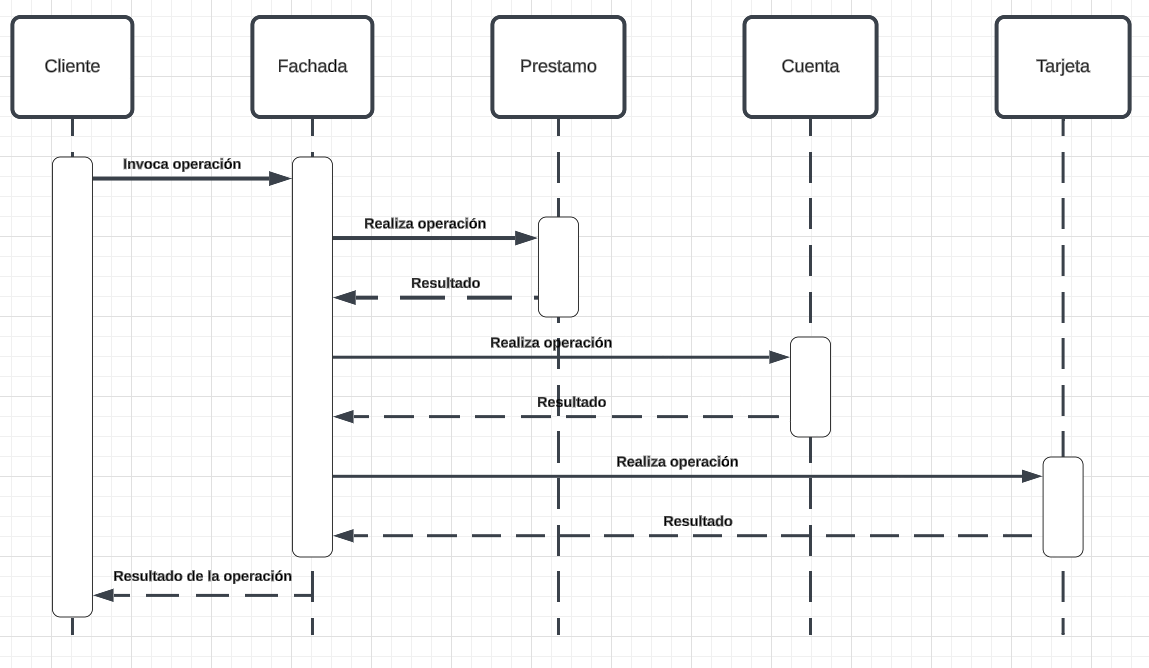 Cliente
Fachada
Prestamo
Cuenta
Tarjeta
Invoca operación
Realiza operación
Resultado
Realiza operación
Resultado
Realiza operación
Resultado
Resultado de la operación